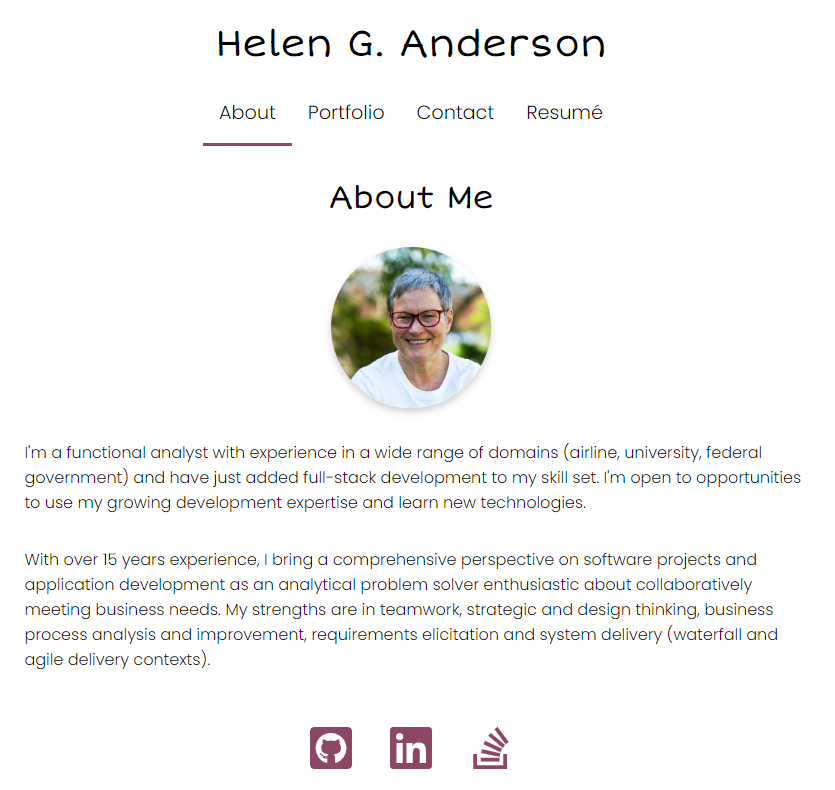 Helen G. Anderson
About Portfolio Contact Resumé
About Me
I'm a functional analyst with experience in a wide range of domains (airline, university, federal
government) and have just added full-stack development to my skill set. I'm open to opportunities
to use my growing development expertise and learn new technologies.
With over 15 years experience, I bring a comprehensive perspective on software projects and
application development as an analytical problem solver enthusiastic about collaboratively
meeting business needs. My strengths are in teamwork, strategic and design thinking, business
process analysis and improvement, requirements elicitation and system delivery (waterfall and
agile delivery contexts).
in